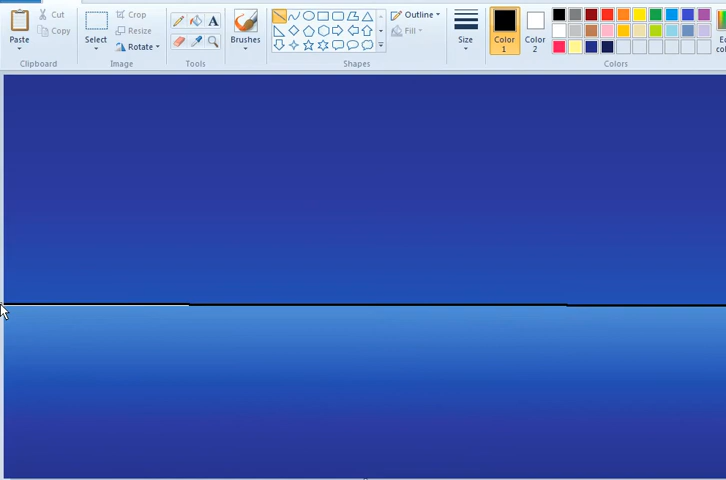 Paste
Cut
Copy
Clipboard
Select
Crop
Resize
Rotate
Image
A
Tools
Brushes
Outline
Fill
Shapes
Size
Color
1
Color
2
Colors